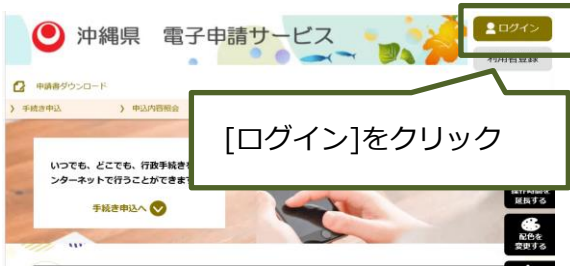 沖縄県 電子申請サービス
ログイン
利用者登録
申請書ダウンロード
手続き申込
申込内容照会
[ログイン]をクリック
いつでも、どこでも、行政手続き
ンターネットで行うことができま
手続き申込へ
延長する
配色を
変更する